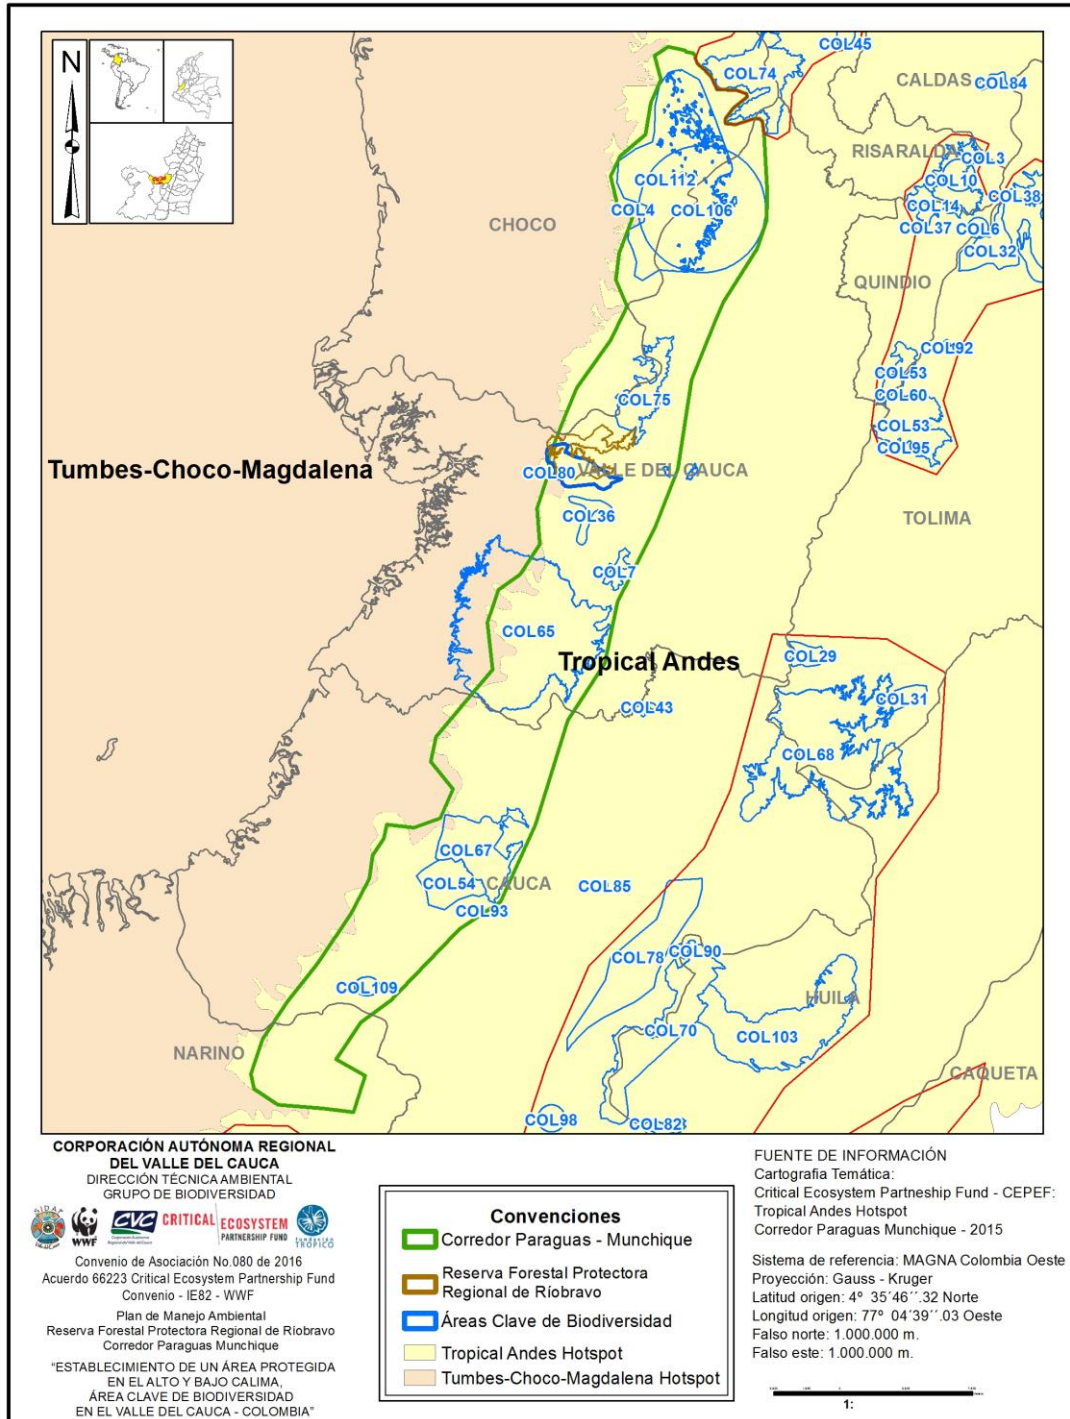 N
COL45
COL74
CALDAS
COL84
RISARALDA
COL3
COL10
COL112
COL38
COL4
COL106
COL14
CHOCO
COL37
COL6
COL32
QUINDIO
COL92
COL53
COL75
COL60
COL53
COL95
Tumbes-Choco-Magdalena
COL80
VALLE DEL CAUCA
COL36
TOLIMA
COL7
COL65
Tropical Andes
COL29
COL43
COL31
COL68
COL67
COL54
CAUCA
COL85
COL93
COL78
COL90
COL109
HUILA
COL70
COL103
NARINO
CAQUETA
COL98
COL82
CORPORACIÓN AUTÓNOMA REGIONAL
DEL VALLE DEL CAUCA
DIRECCIÓN TÉCNICA AMBIENTAL
GRUPO DE BIODIVERSIDAD
SIDAP
WWF
CVC
CRITICAL ECOSYSTEM
PARTNERSHIP FUND
TROPICO
Convenio de Asociación No.080 de 2016
Acuerdo 66223 Critical Ecosystem Partnership Fund
Convenio - IE82 - WWF
Plan de Manejo Ambiental
Reserva Forestal Protectora Regional de Ríobravo
Corredor Paraguas Munchique
"ESTABLECIMIENTO DE UN ÁREA PROTEGIDA
EN EL ALTO Y BAJO CALIMA,
ÁREA CLAVE DE BIODIVERSIDAD
EN EL VALLE DEL CAUCA - COLOMBIA"
Convenciones
Corredor Paraguas - Munchique
Reserva Forestal Protectora
Regional de Ríobravo
Áreas Clave de Biodiversidad
Tropical Andes Hotspot
Tumbes-Choco-Magdalena Hotspot
FUENTE DE INFORMACIÓN
Cartografia Temática:
Critical Ecosystem Partneship Fund - CEPEF:
Tropical Andes Hotspot
Corredor Paraguas Munchique - 2015
Sistema de referencia: MAGNA Colombia Oeste
Proyección: Gauss - Kruger
Latitud origen: 4º 35´46´´.32 Norte
Longitud origen: 77º 04´39´´.03 Oeste
Falso norte: 1.000.000 m.
Falso este: 1.000.000 m.
1: